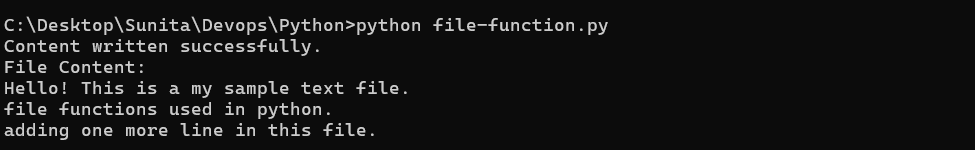 C:\Desktop\Sunita\Devops\Python>python file-function.py
Content written successfully.
File Content:
Hello! This is a my sample text file.
file functions used in python.
adding one more line in this file.